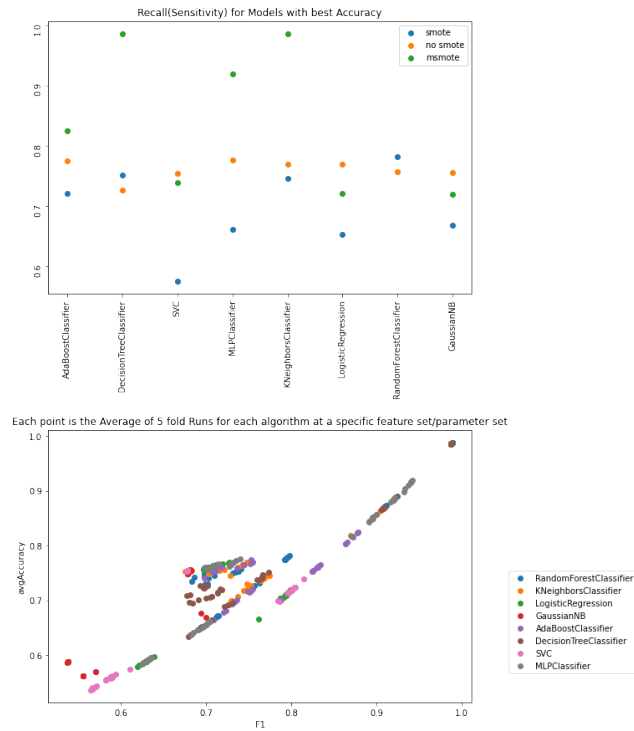 Recall(Sensitivity) for Models with best Accuracy
1.0
0.9
0.8
0.7
0.6
smote
no smote
msmote
AdaBoostClassifier
DecisionTreeClassifier
SVC
MLPClassifier
KNeighborsClassifier
LogisticRegression
RandomForestClassifier
GaussianNB
Each point is the Average of 5 fold Runs for each algorithm at a specific feature set/parameter set
1.0
0.9
0.8
0.7
0.6
avgAccuracy
0.6
0.7
0.8
0.9
1.0
F1
RandomForestClassifier
KNeighborsClassifier
LogisticRegression
GaussianNB
AdaBoostClassifier
DecisionTreeClassifier
SVC
MLPClassifier